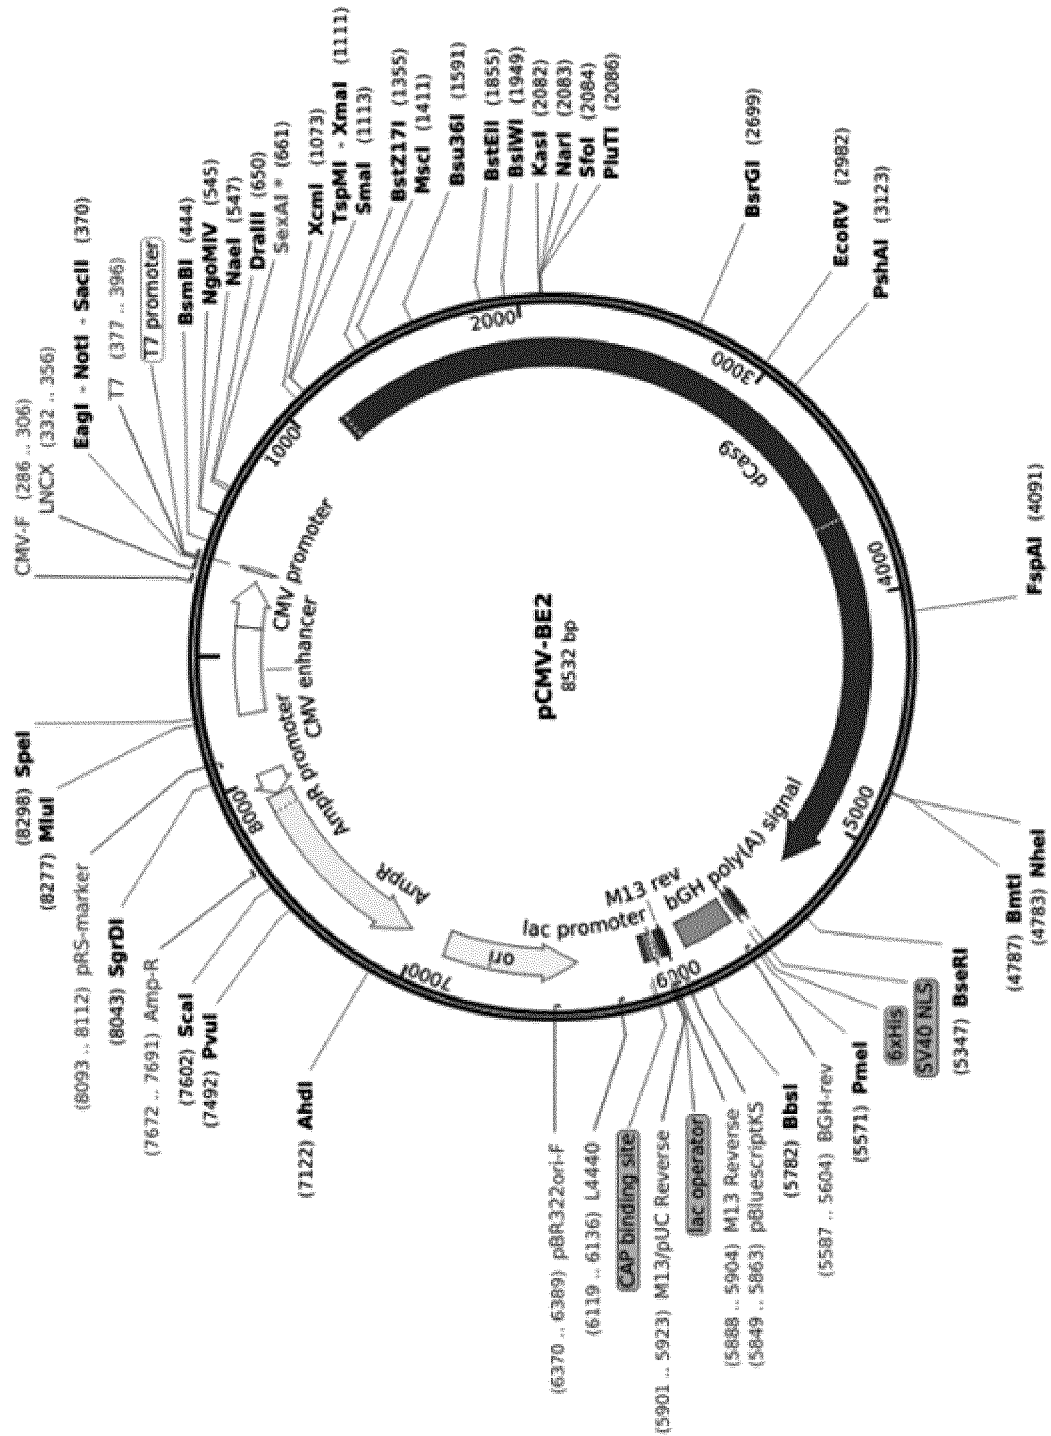 CMV-F (286 .. 306)
LNCX (332 .. 356)
EagI - NotI - SacII (370)
T7 (377 .. 396)
T7 promoter
BsmBI (444)
NgoMIV (545)
NaeI (547)
DraIII (650)
SexAI * (661)
XcmI (1073)
TspMI - XmaI (1111)
SmaI (1113)
BstZ17I (1355)
MscI (1411)
Bsu36I (1591)
BstEII (1855)
BsiWI (1949)
KasI (2082)
NarI (2083)
SfoI (2084)
PluTI (2086)
BsrGI (2699)
EcoRV (2982)
PshAI (3123)
FspAI (4091)
(4783) NheI
(4787) BmtI
(5347) BseRI
SV40 NLS
6xHis
(5571) PmeI
(5587 .. 5604) BGH-rev
(5782) BbsI
(5849 .. 5863) pBluescriptKS
(5888 .. 5904) M13 Reverse
lac operator
(5901 .. 5923) M13/pUC Reverse
CAP binding site
(6119 .. 6136) L4440
(6370 .. 6389) pBR322ori-F
(7122) AhdI
(7492) PvuI
(7602) ScaI
(7672 .. 7691) Amp-R
(8043) SgrDI
(8093 .. 8112) pRS-marker
(8277) MluI
(8298) SpeI
1000
2000
3000
4000
5000
6000
7000
8000
CMV enhancer
CMV promoter
dCas9
bGH poly(A) signal
M13 rev
lac promoter
ori
AmpR
AmpR promoter
pCMV-BE2
8532 bp